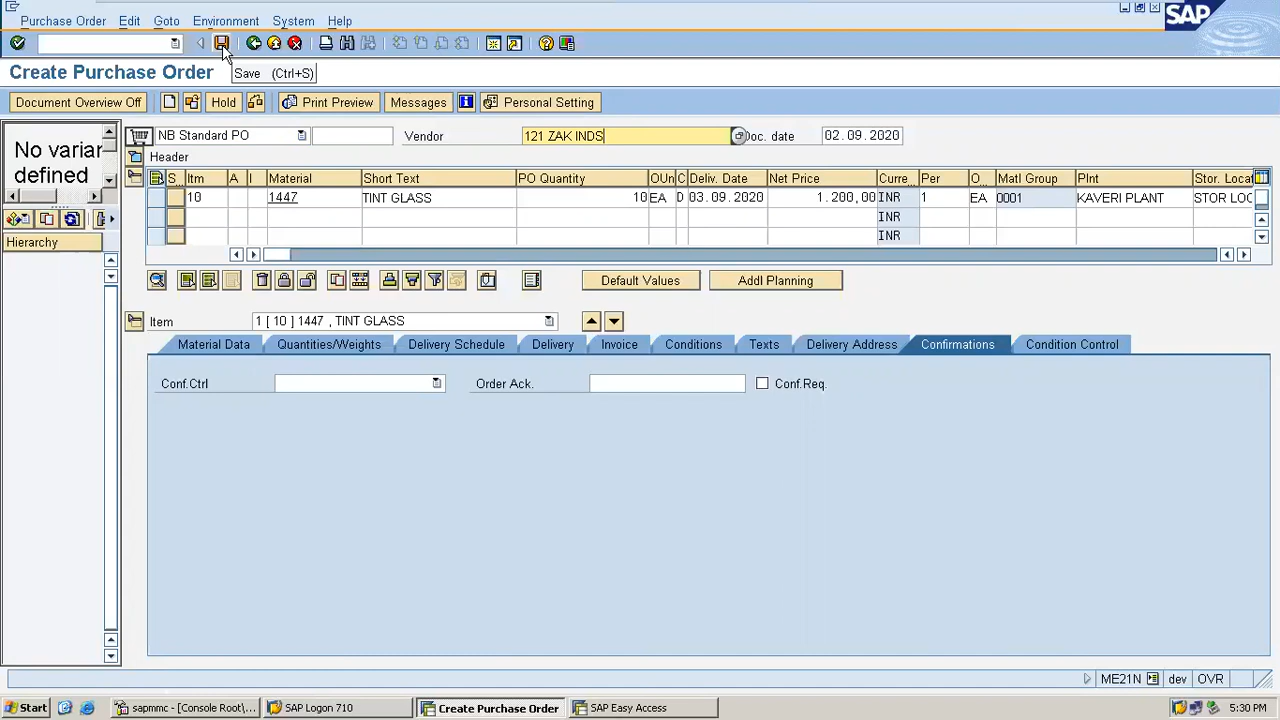 Purchase Order Edit Goto Environment System Help
SAP
Create Purchase Order
Save (Ctrl+S)
Document Overview Off Hold Print Preview Messages Personal Setting
NB Standard PO Vendor 121 ZAK INDS Doc. date 02.09.2020
No varian
defined
Header
S... Itm A I Material Short Text PO Quantity OUn C Deliv. Date Net Price Curre... Per O... Matl Group Plnt Stor. Loca
10 1447 TINT GLASS 10 EA D 03.09.2020 1.200,00 INR 1 EA 0001 KAVERI PLANT STOR LOC
INR
INR
Hierarchy
Default Values Addl Planning
Item 1 [ 10 ] 1447 , TINT GLASS
Material Data Quantities/Weights Delivery Schedule Delivery Invoice Conditions Texts Delivery Address Confirmations Condition Control
Conf.Ctrl Order Ack. Conf.Req.
ME21N dev OVR
Start sapmmc - [Console Root\... SAP Logon 710 Create Purchase Order SAP Easy Access 5:30 PM